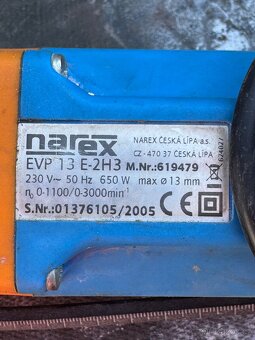 narex
NAREX ČESKÁ LÍPA a.s.
CZ - 470 37 ČESKÁ LÍPA
EVP 13 E-2H3 M.Nr.:619479
230 V~ 50 Hz 650 W max ø 13 mm
n₀ 0-1100/0-3000min⁻¹
S.Nr.:01376105/2005
CE